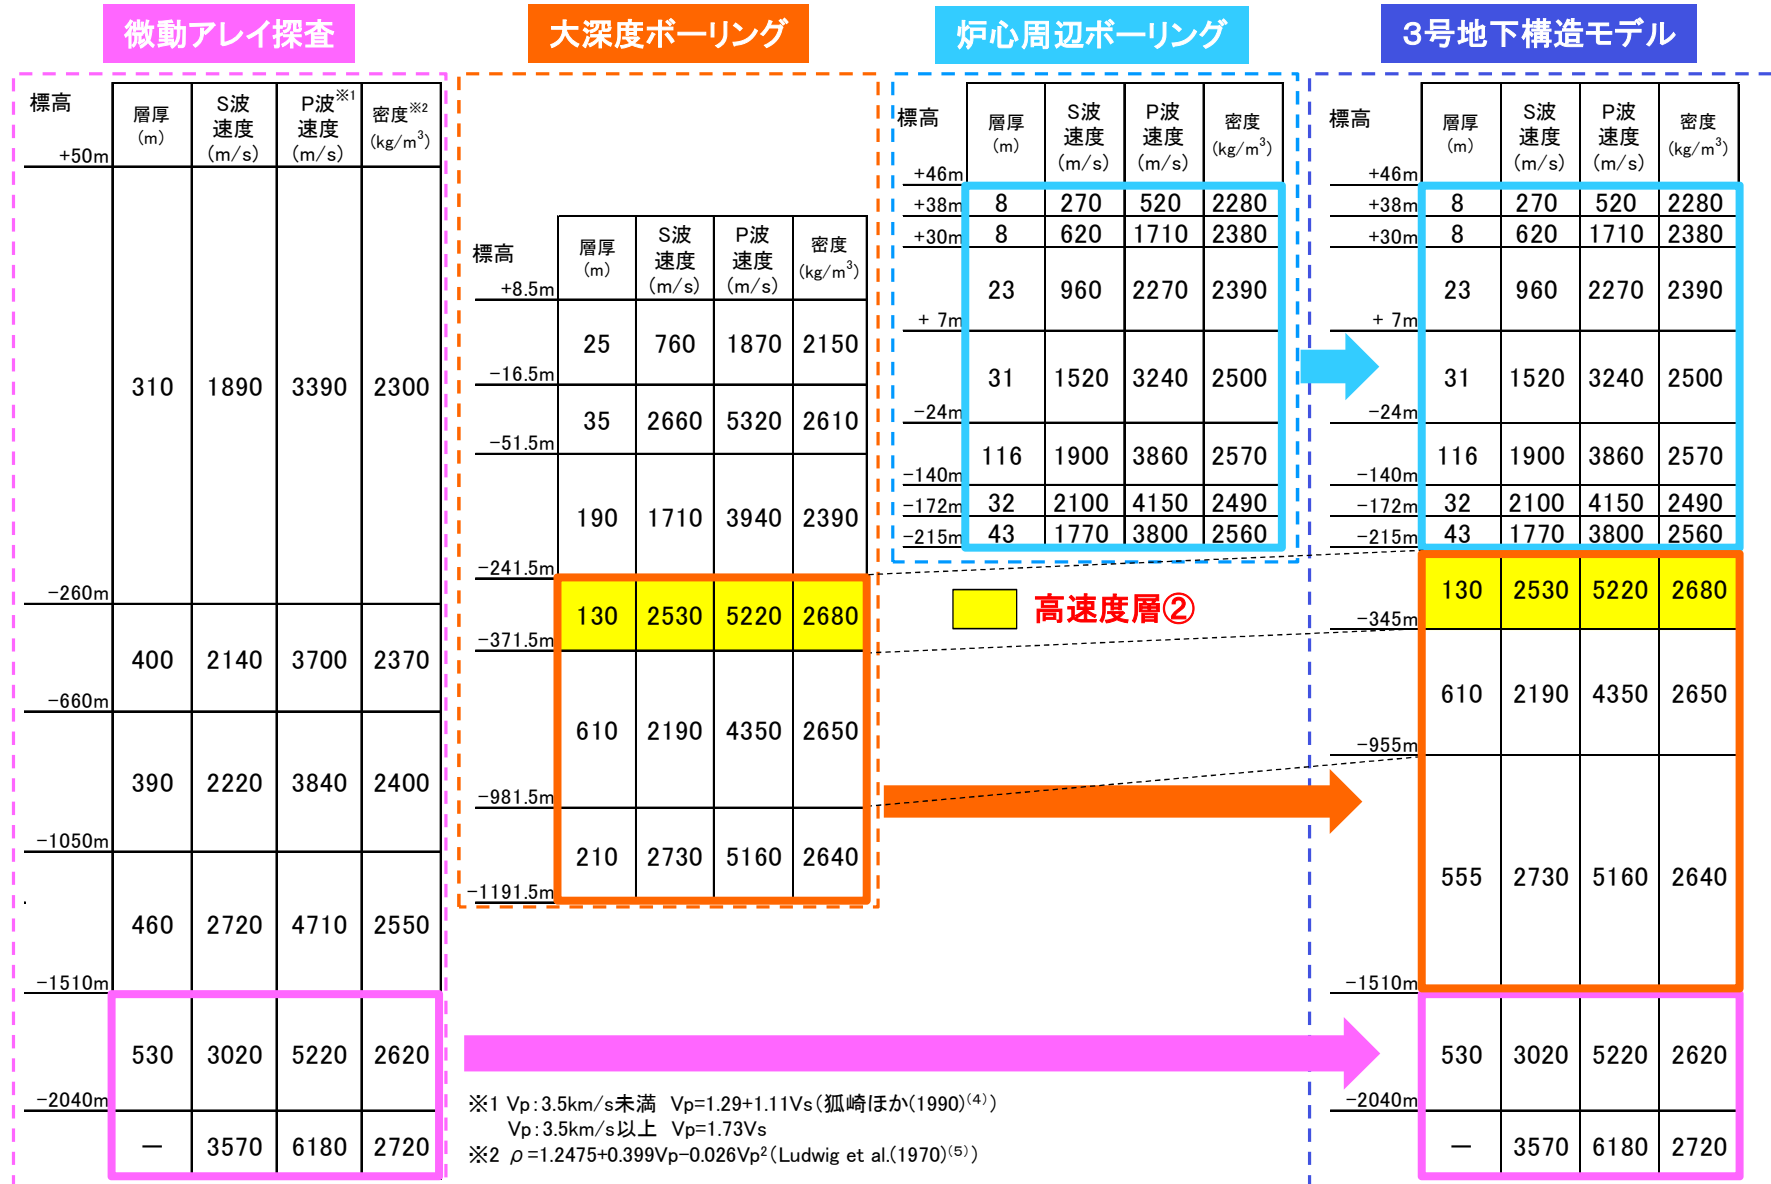 微動アレイ探査
標高
層厚
(m)
S波
速度
(m/s)
P波※1
速度
(m/s)
密度※2
(kg/m3)
+50m
310 1890 3390 2300
−260m
400 2140 3700 2370
−660m
390 2220 3840 2400
−1050m
460 2720 4710 2550
−1510m
530 3020 5220 2620
−2040m
— 3570 6180 2720
大深度ボーリング
標高
層厚
(m)
S波
速度
(m/s)
P波
速度
(m/s)
密度
(kg/m3)
+8.5m
25 760 1870 2150
−16.5m
35 2660 5320 2610
−51.5m
190 1710 3940 2390
−241.5m
130 2530 5220 2680
−371.5m
610 2190 4350 2650
−981.5m
210 2730 5160 2640
−1191.5m
炉心周辺ボーリング
標高
層厚
(m)
S波
速度
(m/s)
P波
速度
(m/s)
密度
(kg/m3)
+46m
8 270 520 2280
+38m
8 620 1710 2380
+30m
23 960 2270 2390
+ 7m
31 1520 3240 2500
−24m
116 1900 3860 2570
−140m
32 2100 4150 2490
−172m
43 1770 3800 2560
−215m
高速度層②
3号地下構造モデル
標高
層厚
(m)
S波
速度
(m/s)
P波
速度
(m/s)
密度
(kg/m3)
+46m
8 270 520 2280
+38m
8 620 1710 2380
+30m
23 960 2270 2390
+ 7m
31 1520 3240 2500
−24m
116 1900 3860 2570
−140m
32 2100 4150 2490
−172m
43 1770 3800 2560
−215m
130 2530 5220 2680
−345m
610 2190 4350 2650
−955m
555 2730 5160 2640
−1510m
530 3020 5220 2620
−2040m
— 3570 6180 2720
※1 Vp:3.5km/s未満 Vp=1.29+1.11Vs(狐崎ほか(1990)(4))
Vp:3.5km/s以上 Vp=1.73Vs
※2 ρ=1.2475+0.399Vp−0.026Vp2(Ludwig et al.(1970)(5))